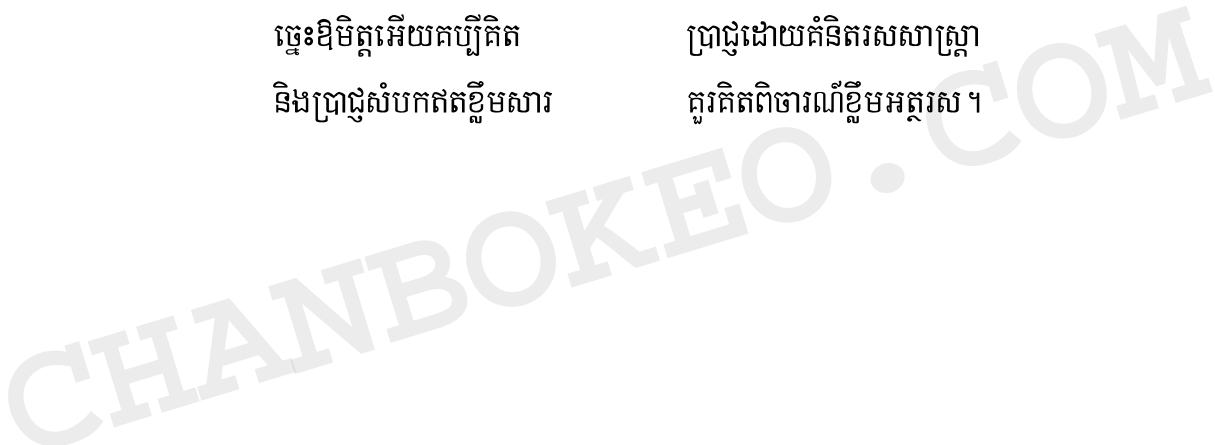 ច្នេះឱមិត្តអើយគប្បីគិត ប្រាជ្ញដោយគំនិតរសសាស្ត្រា
និងប្រាជ្ញសំបកឥតខ្លឹមសារ គួរគិតពិចារណ៍ខ្លឹមអត្ថរស។
CHANBOKEO.COM